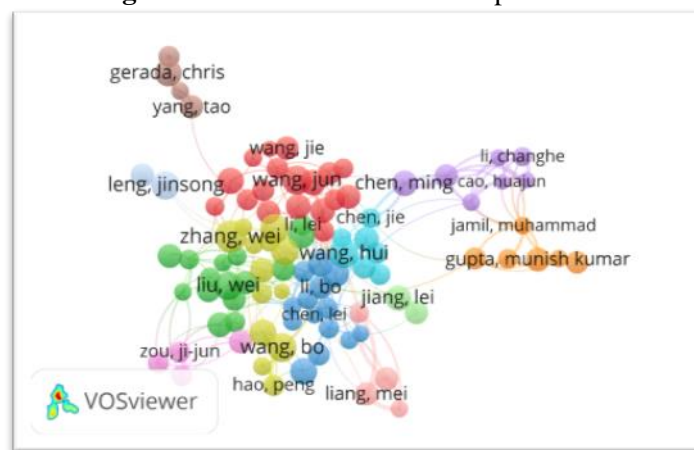 gerada, chris
yang, tao
wang, jie
li, changhe
leng, jinsong
wang, jun
chen, ming
cao, huajun
chen, jie
jamil, muhammad
li, lei
zhang, wei
wang, hui
gupta, munish kumar
liu, wei
li, bo
jiang, lei
chen, lei
zou, ji-jun
wang, bo
hao, peng
liang, mei
VOSviewer